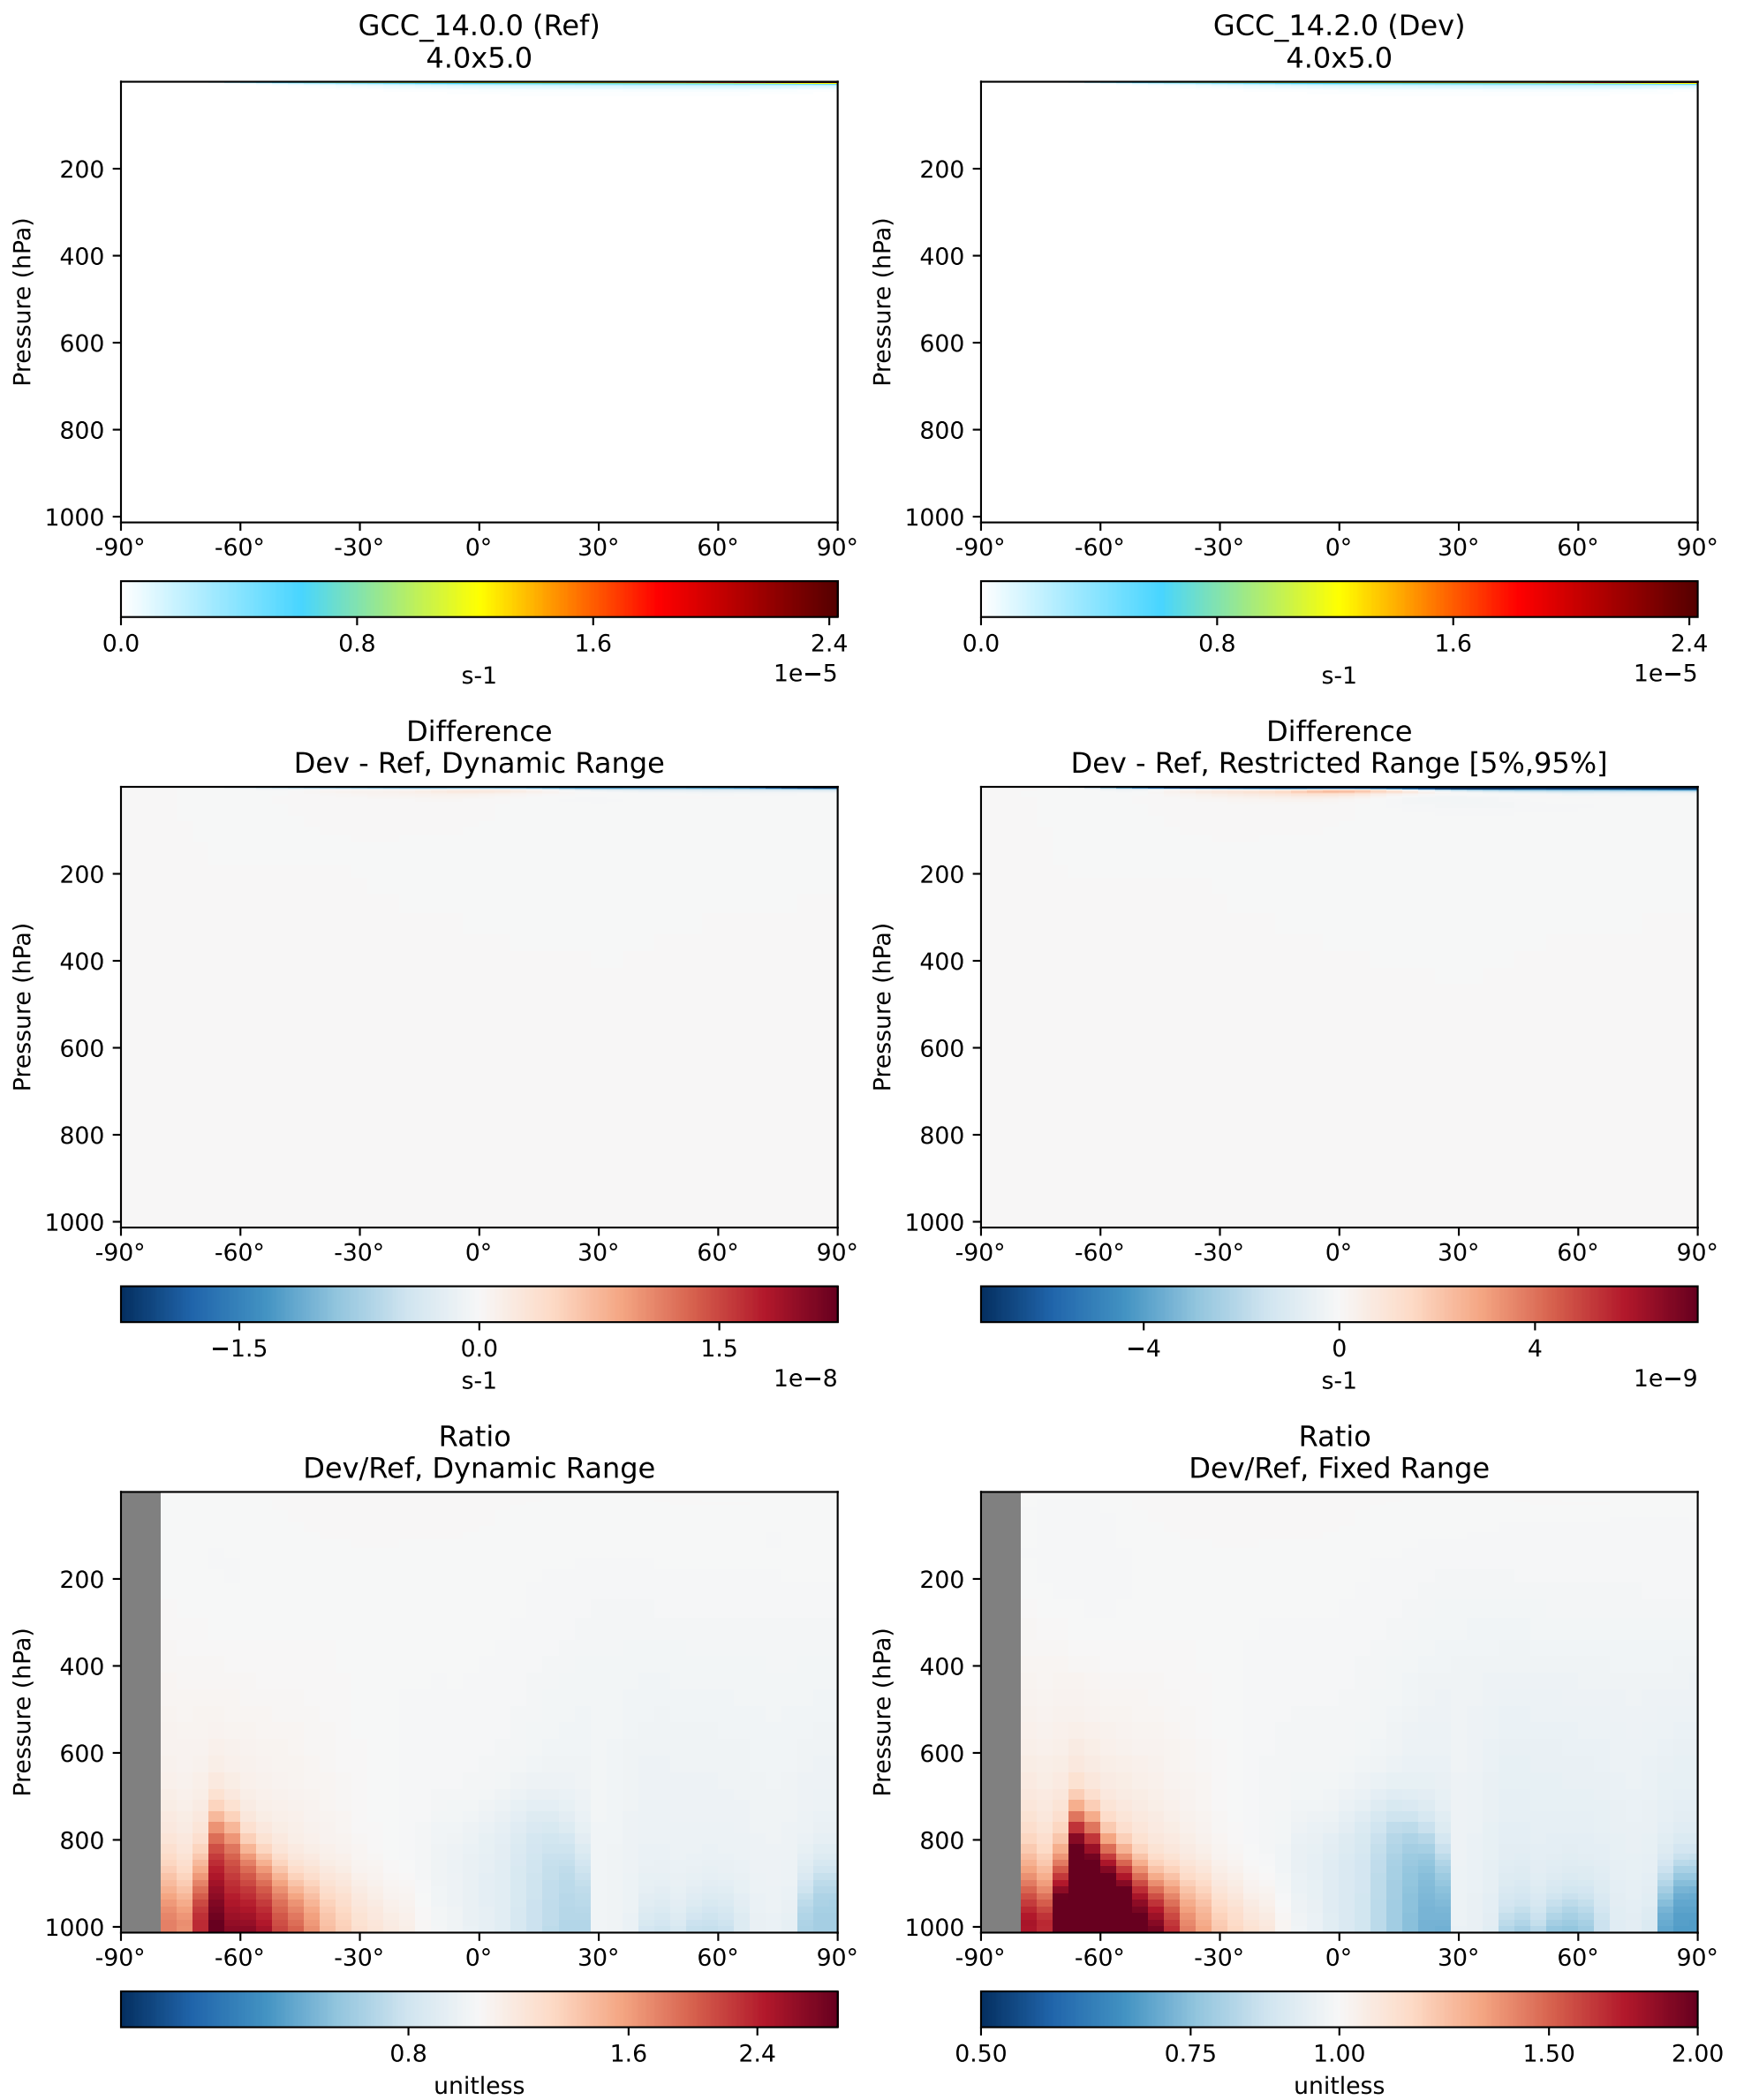 GCC_14.0.0 (Ref)
4.0x5.0
Pressure (hPa)
200
400
600
800
1000
-90° -60° -30° 0° 30° 60° 90°
0.0 0.8 1.6 2.4
s-1 1e−5
GCC_14.2.0 (Dev)
4.0x5.0
Pressure (hPa)
200
400
600
800
1000
-90° -60° -30° 0° 30° 60° 90°
0.0 0.8 1.6 2.4
s-1 1e−5
Difference
Dev - Ref, Dynamic Range
Pressure (hPa)
200
400
600
800
1000
-90° -60° -30° 0° 30° 60° 90°
−1.5 0.0 1.5
s-1 1e−8
Difference
Dev - Ref, Restricted Range [5%,95%]
Pressure (hPa)
200
400
600
800
1000
-90° -60° -30° 0° 30° 60° 90°
−4 0 4
s-1 1e−9
Ratio
Dev/Ref, Dynamic Range
Pressure (hPa)
200
400
600
800
1000
-90° -60° -30° 0° 30° 60° 90°
0.8 1.6 2.4
unitless
Ratio
Dev/Ref, Fixed Range
Pressure (hPa)
200
400
600
800
1000
-90° -60° -30° 0° 30° 60° 90°
0.50 0.75 1.00 1.50 2.00
unitless